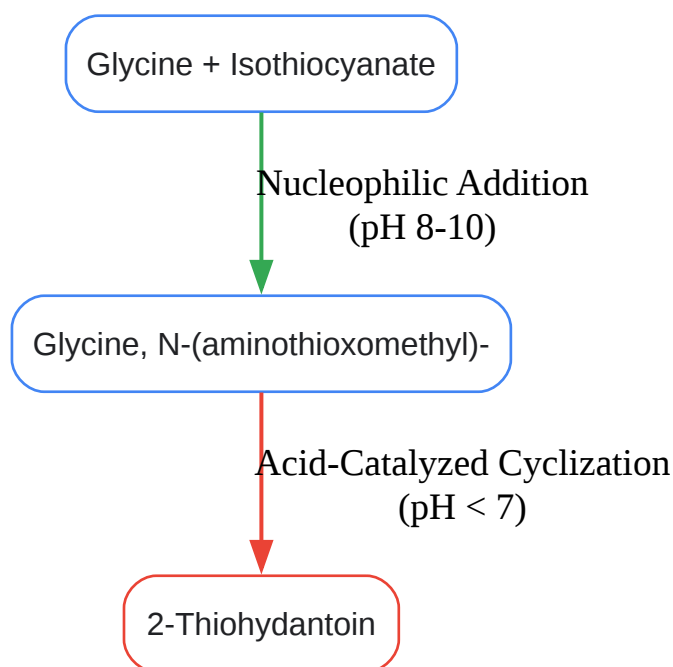 Glycine + Isothiocyanate
Nucleophilic Addition
(pH 8-10)
Glycine, N-(aminothioxomethyl)-
Acid-Catalyzed Cyclization
(pH < 7)
2-Thiohydantoin